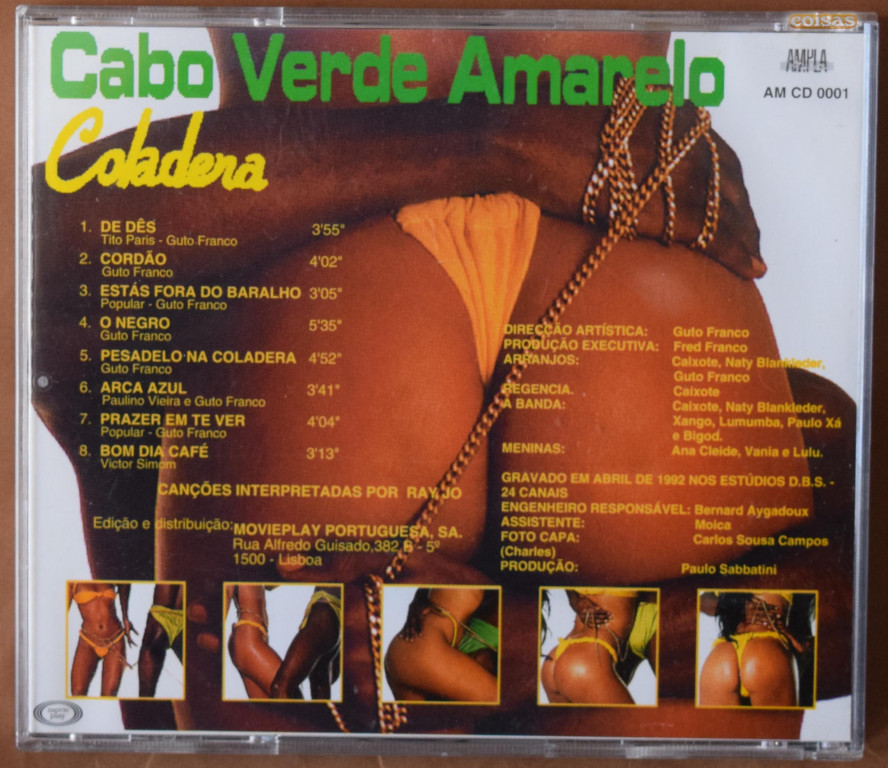 coisas
Cabo Verde Amarelo
AMPLA
AM CD 0001
Coladera
1. DE DÊS 3'55"
Tito Paris - Guto Franco
2. CORDÃO 4'02"
Guto Franco
3. ESTÁS FORA DO BARALHO 3'05"
Popular - Guto Franco
4. O NEGRO 5'35"
Guto Franco
5. PESADELO NA COLADERA 4'52"
Guto Franco
6. ARCA AZUL 3'41"
Paulino Vieira e Guto Franco
7. PRAZER EM TE VER 4'04"
Popular - Guto Franco
8. BOM DIA CAFÉ 3'13"
Victor Simom
CANÇÕES INTERPRETADAS POR RAY JO
Edição e distribuição: MOVIEPLAY PORTUGUESA, SA.
Rua Alfredo Guisado, 382 B - 5º
1500 - Lisboa
DIRECÇÃO ARTÍSTICA: Guto Franco
PRODUÇÃO EXECUTIVA: Fred Franco
ARRANJOS: Caixote, Naty Blankleder,
Guto Franco
REGENCIA. Caixote
A BANDA: Caixote, Naty Blankleder,
Xango, Lumumba, Paulo Xá
e Bigod.
MENINAS: Ana Cleide, Vania e Lulu.
GRAVADO EM ABRIL DE 1992 NOS ESTÚDIOS D.B.S. -
24 CANAIS
ENGENHEIRO RESPONSÁVEL: Bernard Aygadoux
ASSISTENTE: Moica
FOTO CAPA: Carlos Sousa Campos
(Charles)
PRODUÇÃO: Paulo Sabbatini
play